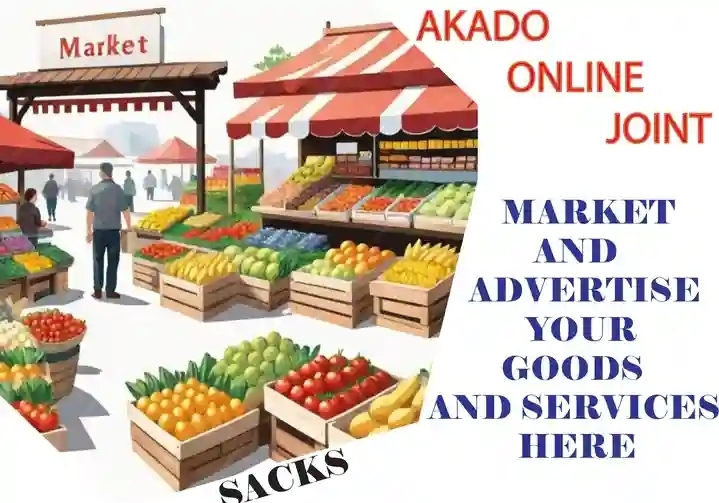 Market
AKADO
ONLINE
JOINT
MARKET
AND
ADVERTISE
YOUR
GOODS
AND SERVICES
HERE
SACKS